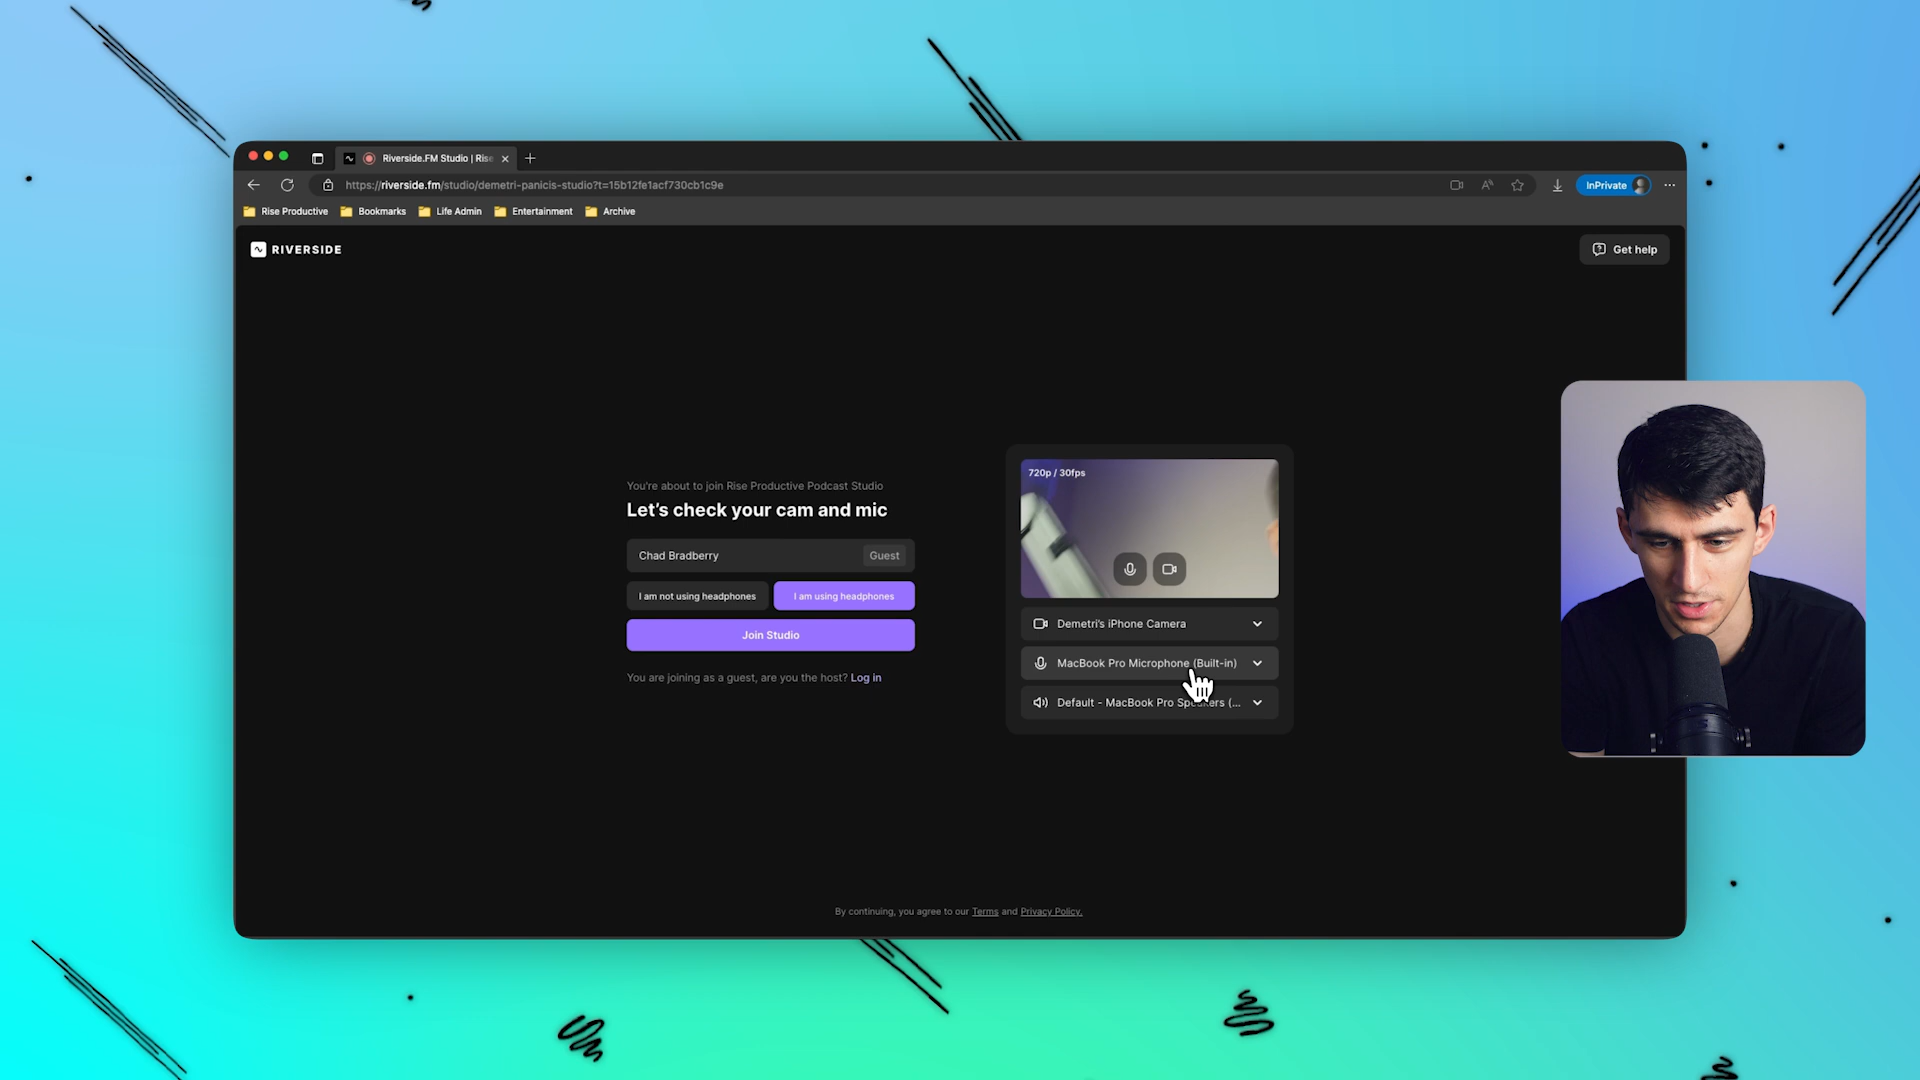 Riverside.FM Studio | Rise
https://riverside.fm/studio/demetri-panicis-studio?t=15b12fe1acf730cb1c9e
InPrivate
Rise Productive
Bookmarks
Life Admin
Entertainment
Archive
RIVERSIDE
Get help
You're about to join Rise Productive Podcast Studio
Let's check your cam and mic
Chad Bradberry
Guest
I am not using headphones
I am using headphones
Join Studio
You are joining as a guest, are you the host? Log in
720p / 30fps
Demetri's iPhone Camera
MacBook Pro Microphone (Built-in)
Default - MacBook Pro Speakers (...
By continuing, you agree to our Terms and Privacy Policy.